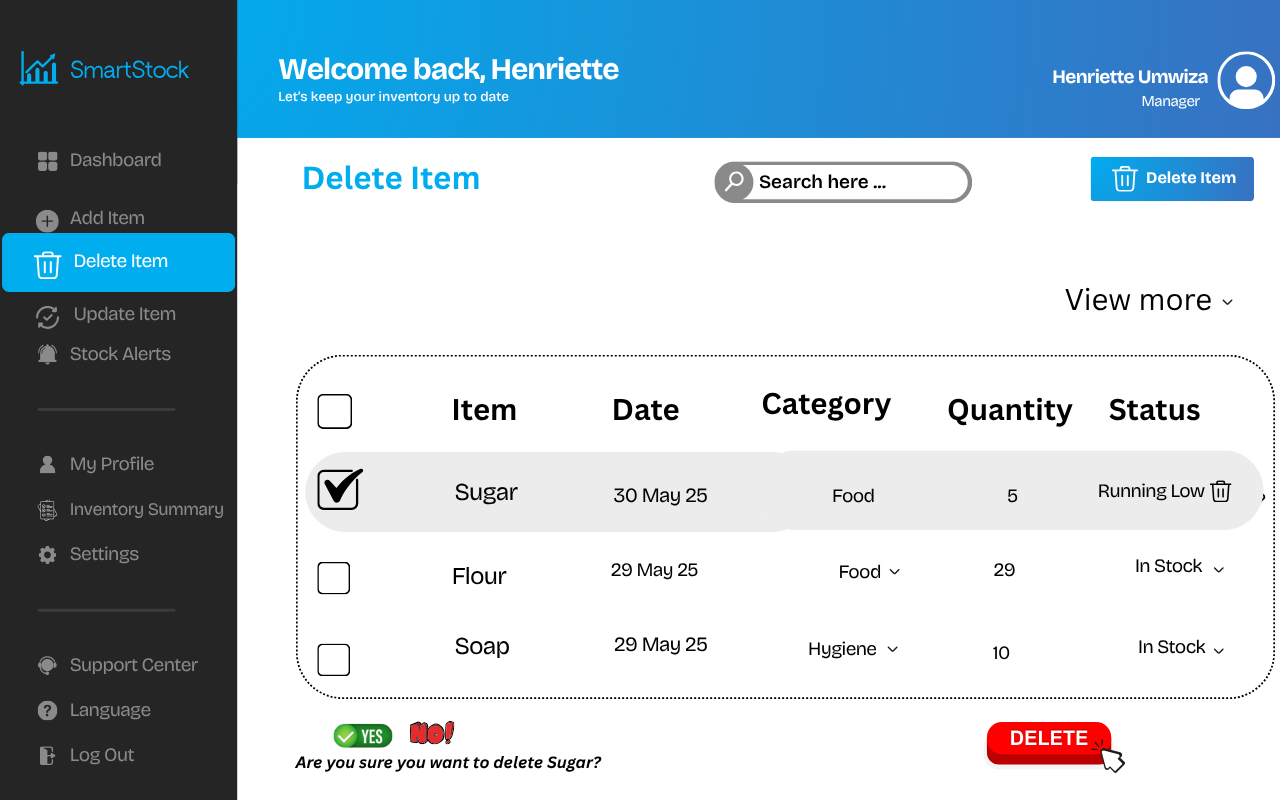 SmartStock
Dashboard
Add Item
Delete Item
Update Item
Stock Alerts
My Profile
Inventory Summary
Settings
Support Center
Language
Log Out
Welcome back, Henriette
Let's keep your inventory up to date
Henriette Umwiza
Manager
Delete Item
Search here ...
Delete Item
View more
Item Date Category Quantity Status
Sugar 30 May 25 Food 5 Running Low
Flour 29 May 25 Food 29 In Stock
Soap 29 May 25 Hygiene 10 In Stock
YES NO!
Are you sure you want to delete Sugar?
DELETE